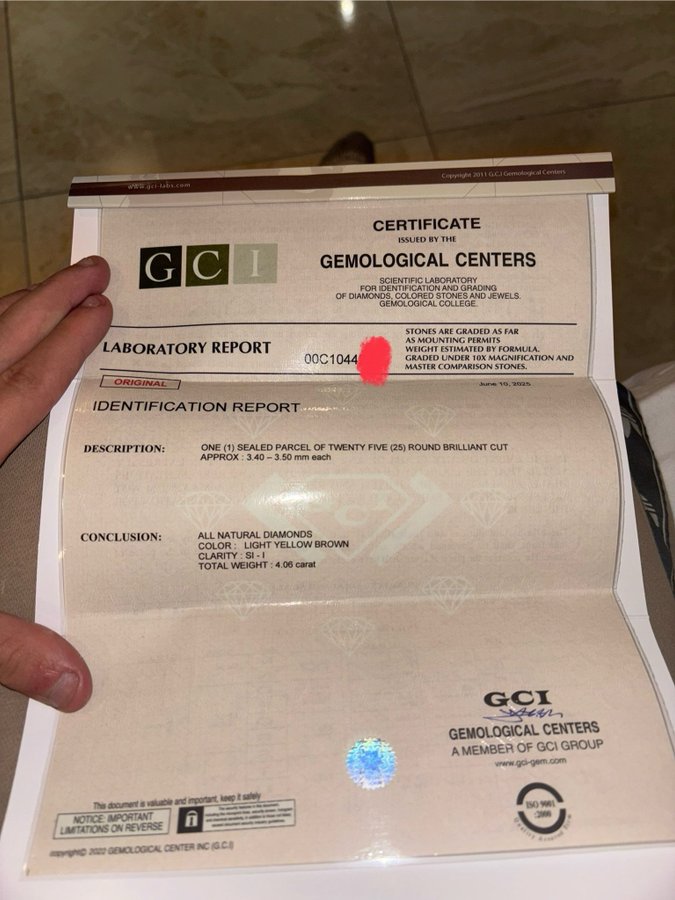 www.gci-labs.com
Copyright 2011 G.C.I Gemological Centers
GCI
CERTIFICATE
ISSUED BY THE
GEMOLOGICAL CENTERS
SCIENTIFIC LABORATORY
FOR IDENTIFICATION AND GRADING
OF DIAMONDS, COLORED STONES AND JEWELS.
GEMOLOGICAL COLLEGE.
LABORATORY REPORT
00C1044
STONES ARE GRADED AS FAR
AS MOUNTING PERMITS
WEIGHT ESTIMATED BY FORMULA.
GRADED UNDER 10X MAGNIFICATION AND
MASTER COMPARISON STONES.
ORIGINAL
June 10, 2025
IDENTIFICATION REPORT
DESCRIPTION:
ONE (1) SEALED PARCEL OF TWENTY FIVE (25) ROUND BRILLIANT CUT
APPROX : 3.40 – 3.50 mm each
GCI
CONCLUSION:
ALL NATURAL DIAMONDS
COLOR : LIGHT YELLOW BROWN
CLARITY : SI - I
TOTAL WEIGHT : 4.06 carat
GCI
GEMOLOGICAL CENTERS
A MEMBER OF GCI GROUP
www.gci-gem.com
ISO 9001
:2000
This document is valuable and important, keep it safely
NOTICE: IMPORTANT
LIMITATIONS ON REVERSE
copyright© 2022 GEMOLOGICAL CENTER INC (G.C.I)